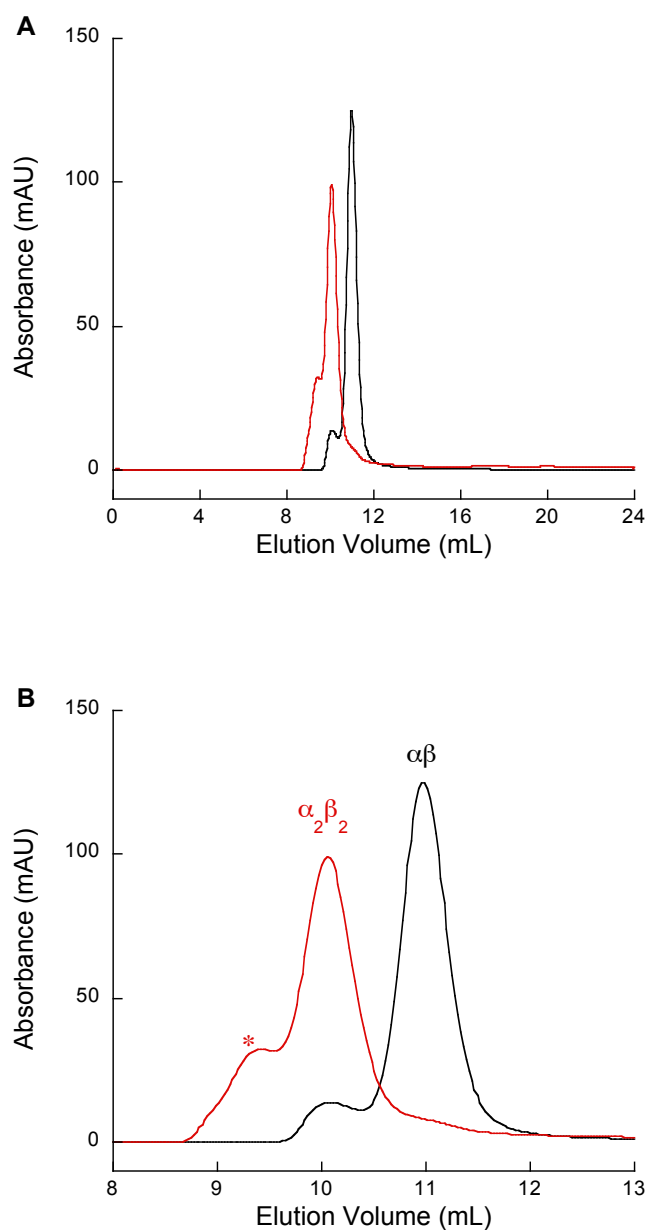 A
150
100
50
0
Absorbance (mAU)
0 4 8 12 16 20 24
Elution Volume (mL)
B
150
100
50
0
Absorbance (mAU)
αβ
α₂β₂
*
8 9 10 11 12 13
Elution Volume (mL)